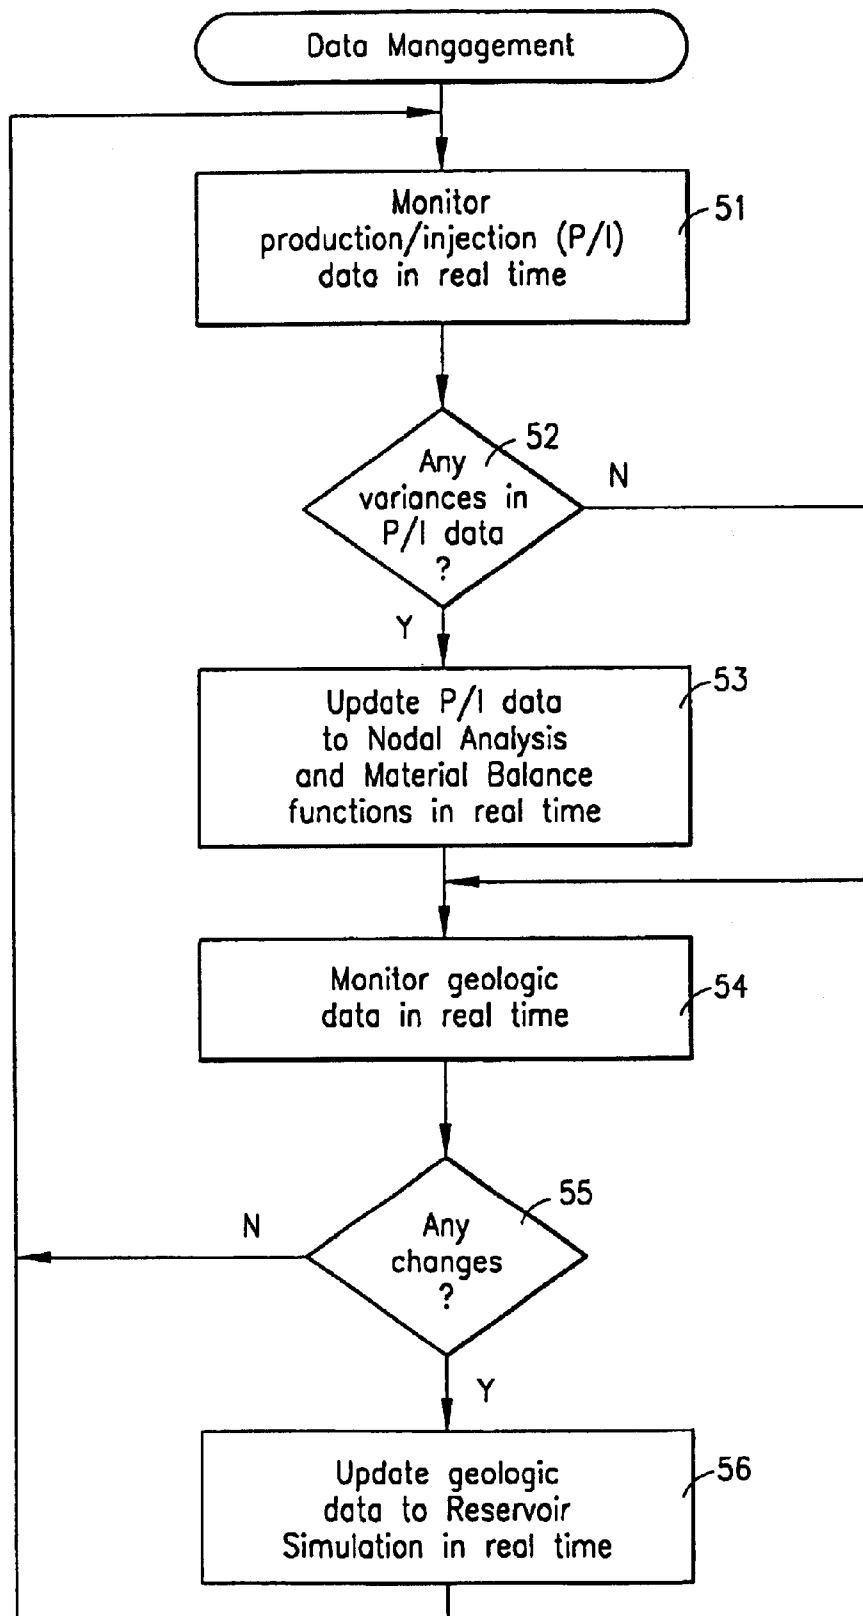 Data Mangagement
Monitor
production/injection (P/I)
data in real time
51
Any
variances in
P/I data
?
52
N
Y
Update P/I data
to Nodal Analysis
and Material Balance
functions in real time
53
Monitor geologic
data in real time
54
Any
changes
?
55
N
Y
Update geologic
data to Reservoir
Simulation in real time
56